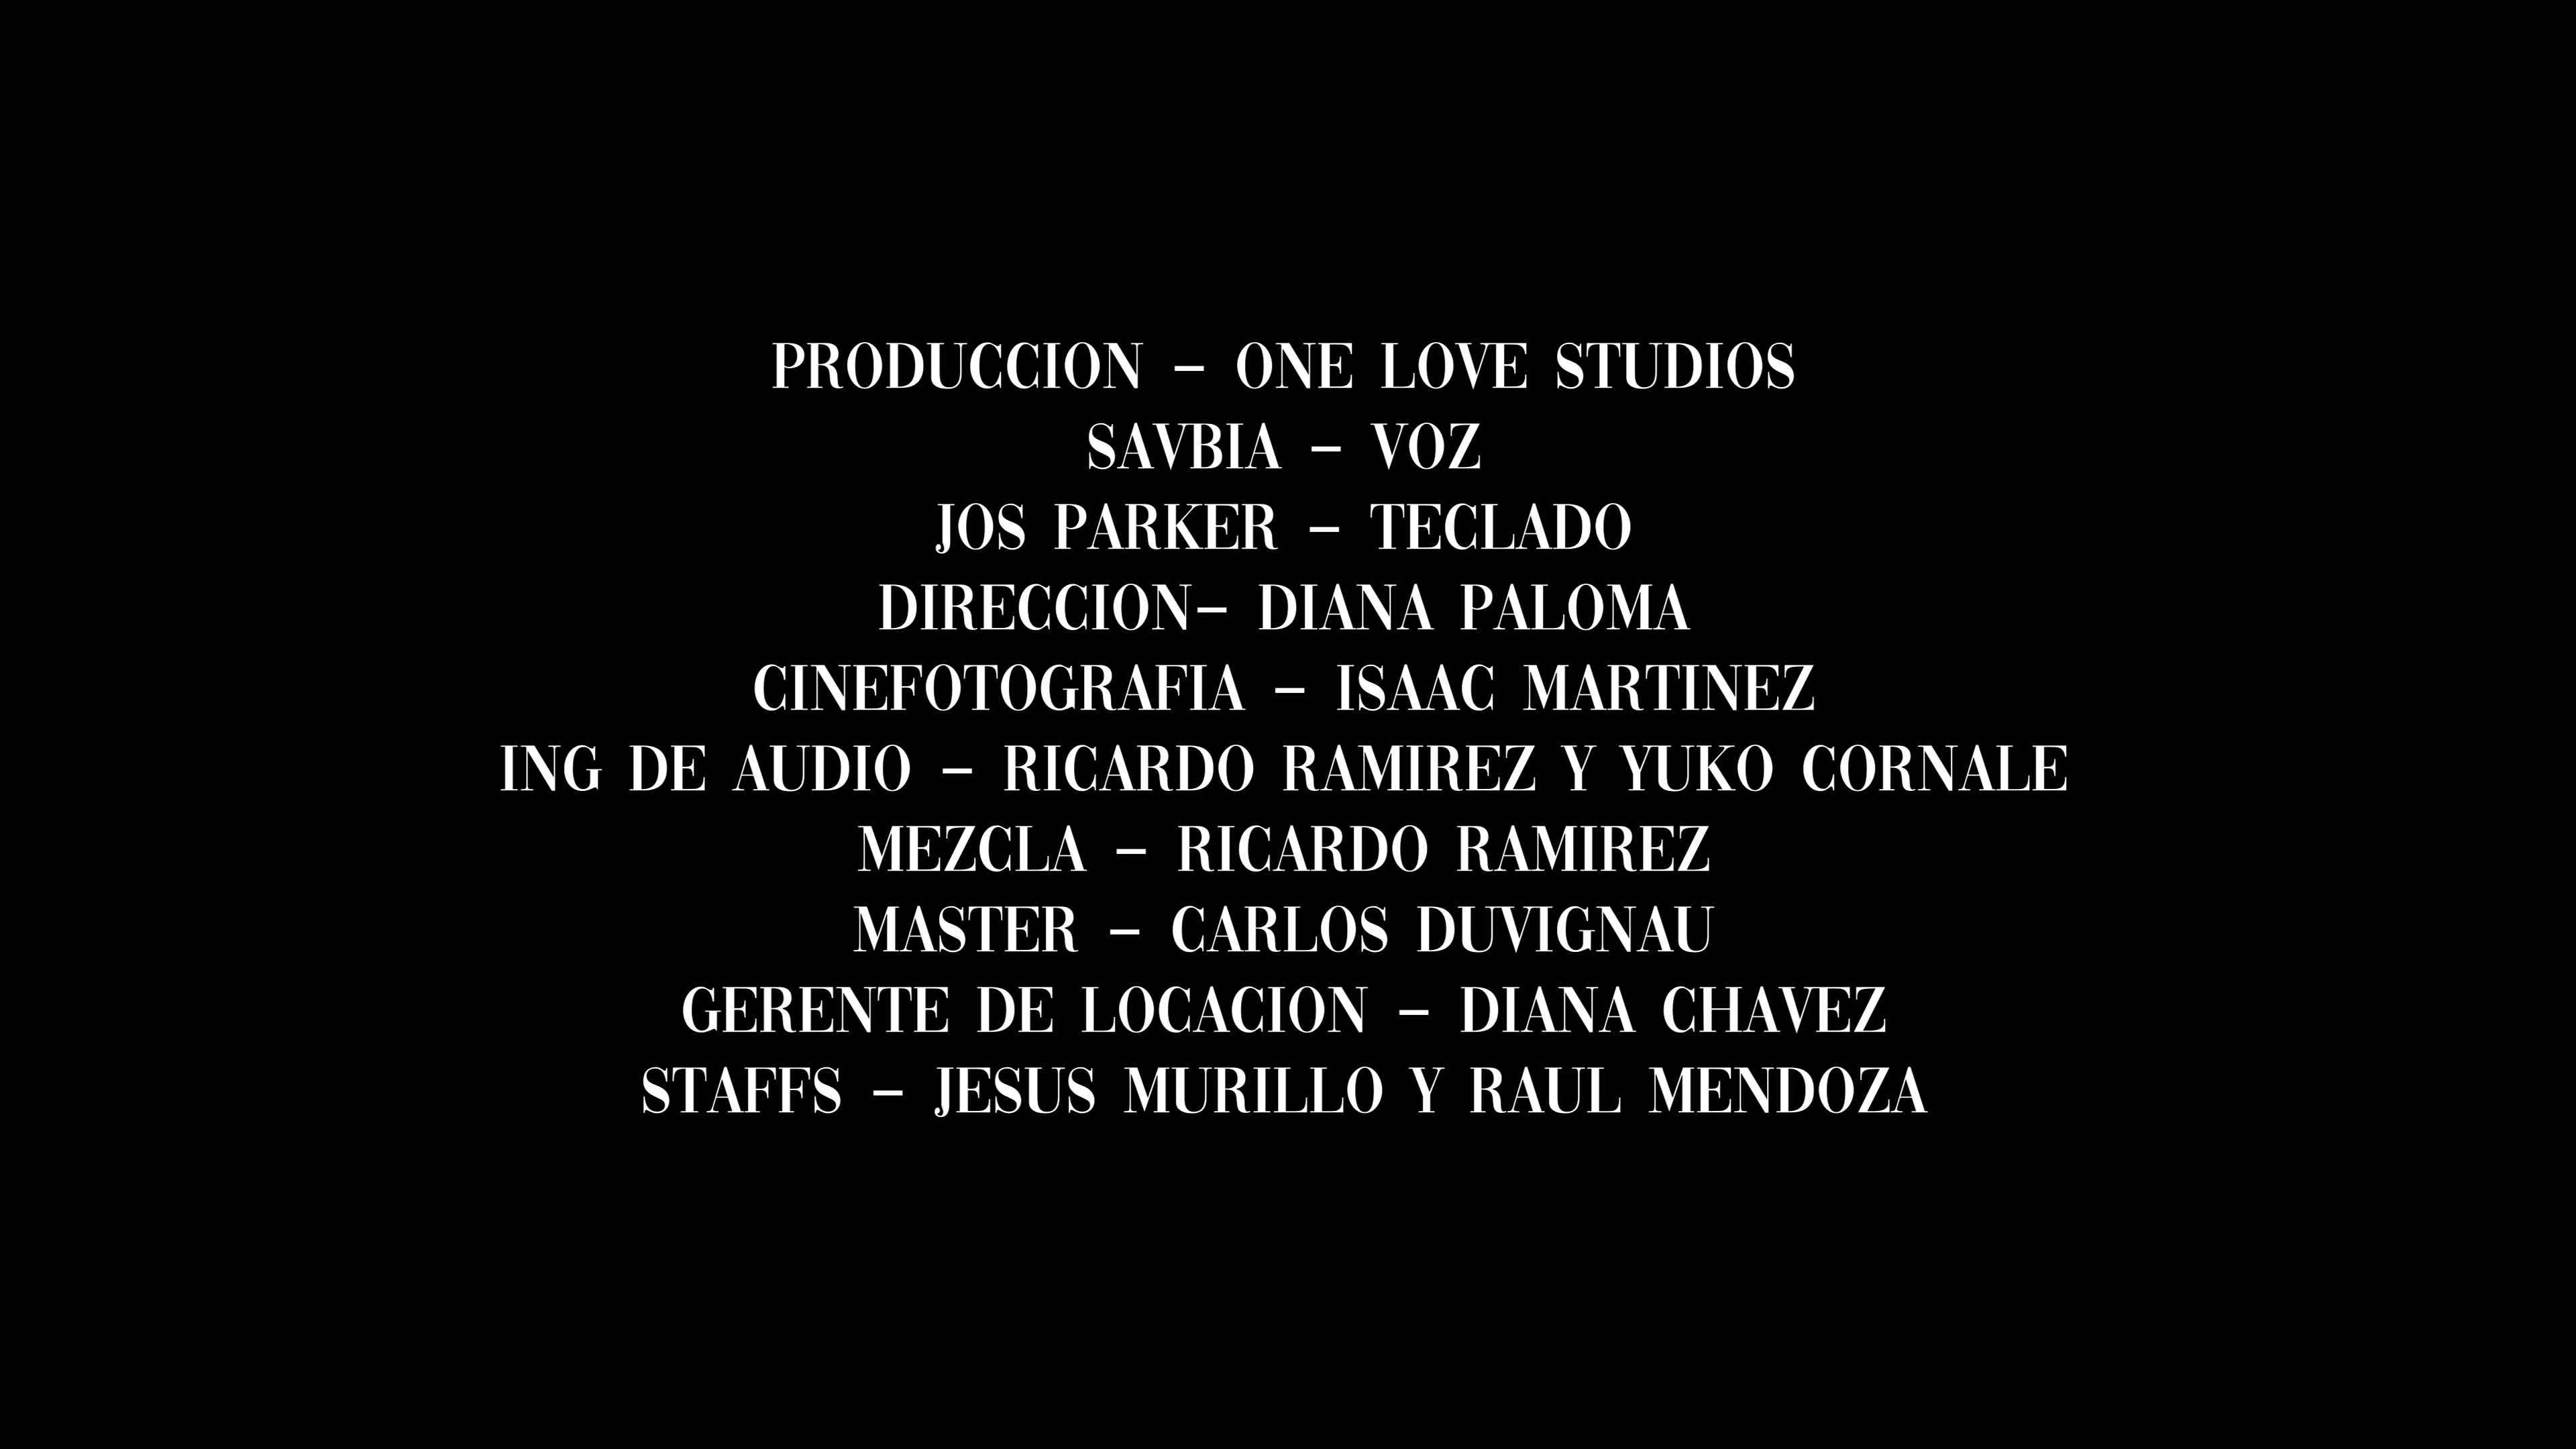 PRODUCCION – ONE LOVE STUDIOS
SAVBIA – VOZ
JOS PARKER – TECLADO
DIRECCION– DIANA PALOMA
CINEFOTOGRAFIA – ISAAC MARTINEZ
ING DE AUDIO – RICARDO RAMIREZ Y YUKO CORNALE
MEZCLA – RICARDO RAMIREZ
MASTER – CARLOS DUVIGNAU
GERENTE DE LOCACION – DIANA CHAVEZ
STAFFS – JESUS MURILLO Y RAUL MENDOZA